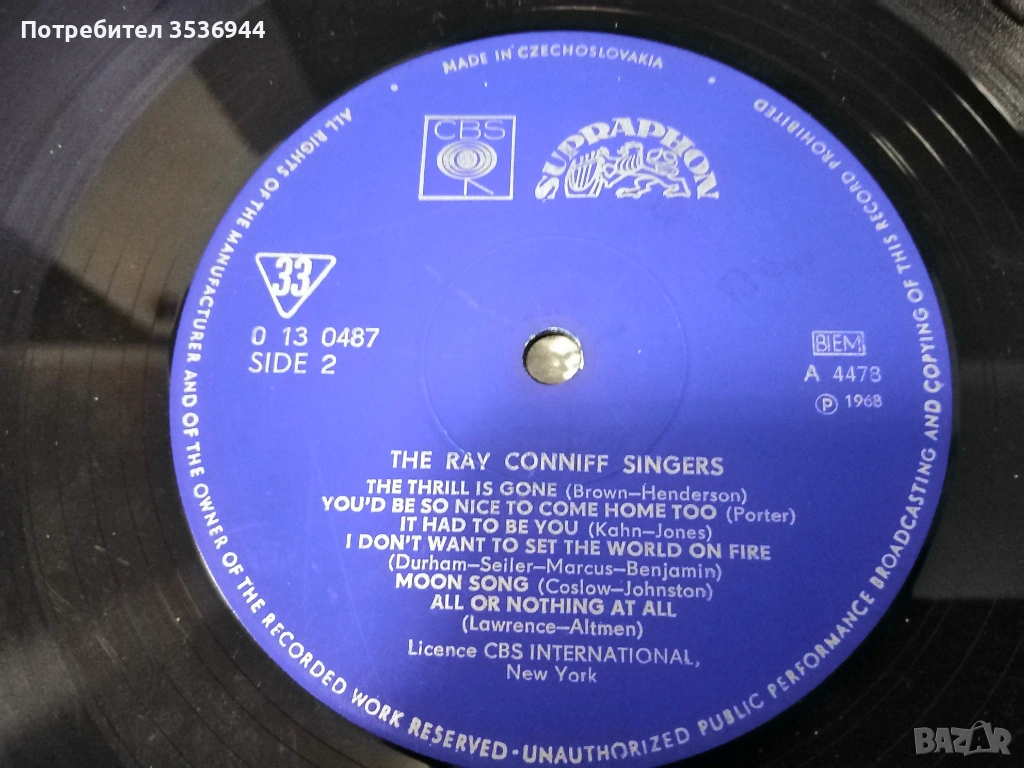 Потребител 3536944
MADE IN CZECHOSLOVAKIA
CBS
SUPRAPHON
33
0 13 0487
SIDE 2
BIEM
A 4478
P 1968
THE RAY CONNIFF SINGERS
THE THRILL IS GONE (Brown—Henderson)
YOU'D BE SO NICE TO COME HOME TOO (Porter)
IT HAD TO BE YOU (Kahn—Jones)
I DON'T WANT TO SET THE WORLD ON FIRE
(Durham—Seiler—Marcus—Benjamin)
MOON SONG (Coslow—Johnston)
ALL OR NOTHING AT ALL
(Lawrence—Altmen)
Licence CBS INTERNATIONAL,
New York
ALL RIGHTS OF THE MANUFACTURER AND OF THE OWNER OF THE RECORDED WORK RESERVED · UNAUTHORIZED PUBLIC PERFORMANCE BROADCASTING AND COPYING OF THIS RECORD PROHIBITED
BAZAR